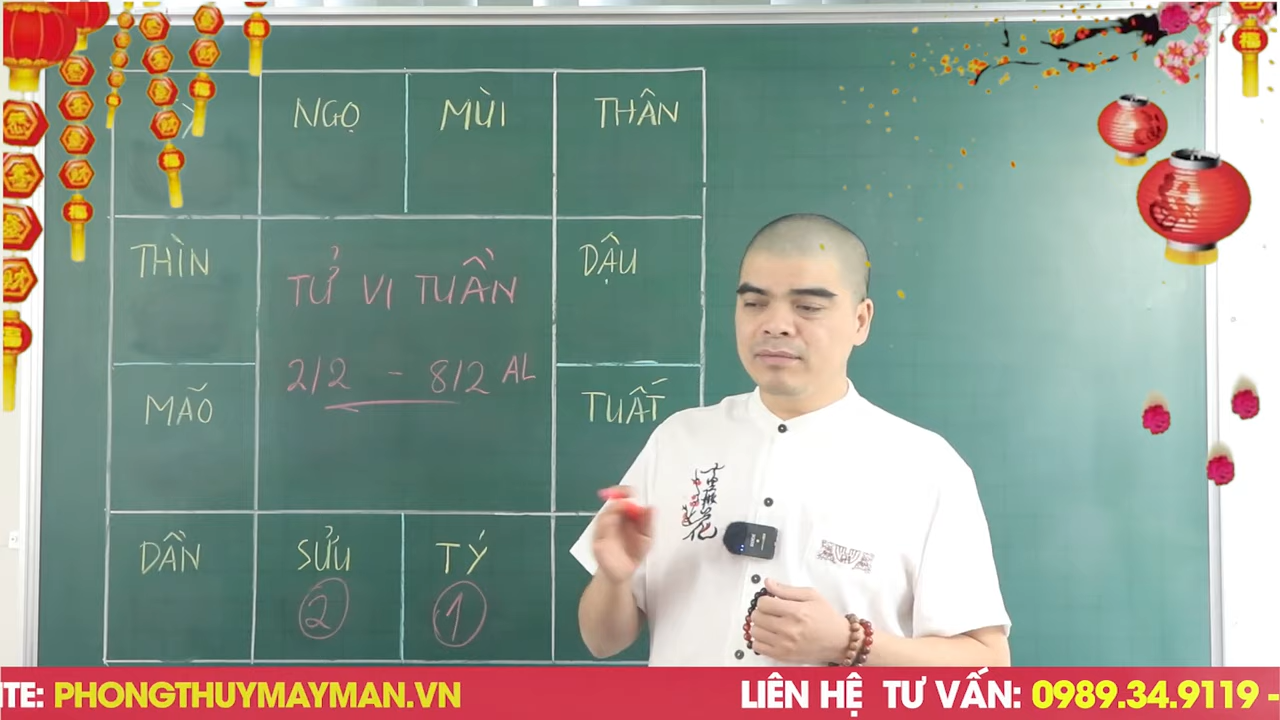 NGỌ
MÙI
THÂN
THÌN
DẬU
TỬ VI TUẦN
2/2 - 8/2 AL
MÃO
TUẤT
DẦN
SỬU
TÝ
2
1
ITE: PHONGTHUYMAYMAN.VN
LIÊN HỆ TƯ VẤN: 0989.34.9119 -